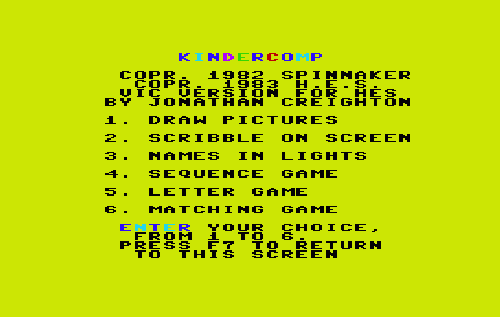 KINDERCOMP
COPR. 1982 SPINNAKER
COPR. 1983 H.E.S.
VIC VERSION FOR HES
BY JONATHAN CREIGHTON
1. DRAW PICTURES
2. SCRIBBLE ON SCREEN
3. NAMES IN LIGHTS
4. SEQUENCE GAME
5. LETTER GAME
6. MATCHING GAME
ENTER YOUR CHOICE,
FROM 1 TO 6.
PRESS F7 TO RETURN
TO THIS SCREEN